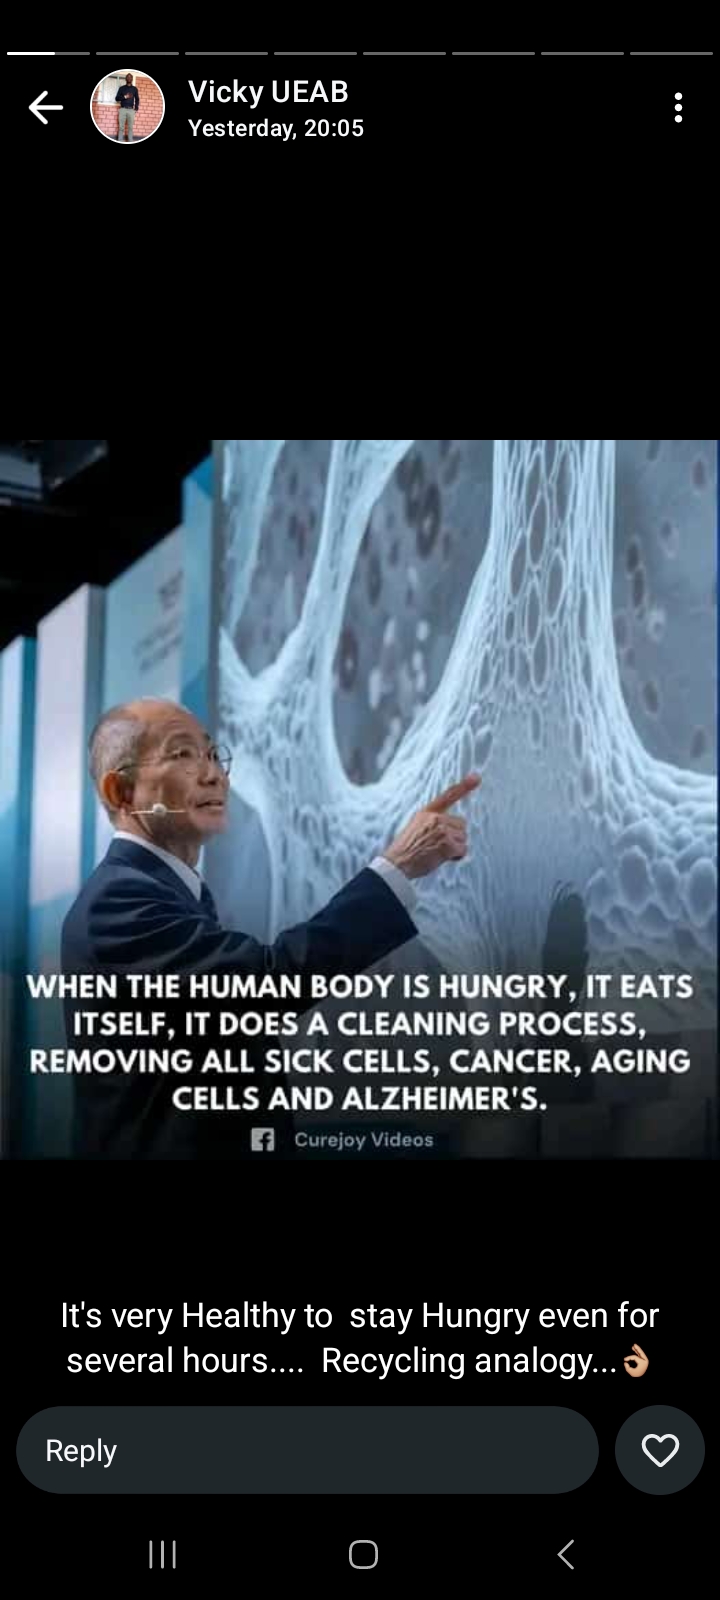 Vicky UEAB
Yesterday, 20:05
WHEN THE HUMAN BODY IS HUNGRY, IT EATS
ITSELF, IT DOES A CLEANING PROCESS,
REMOVING ALL SICK CELLS, CANCER, AGING
CELLS AND ALZHEIMER'S.
Curejoy Videos
It's very Healthy to  stay Hungry even for
several hours....  Recycling analogy...👌🏽
Reply